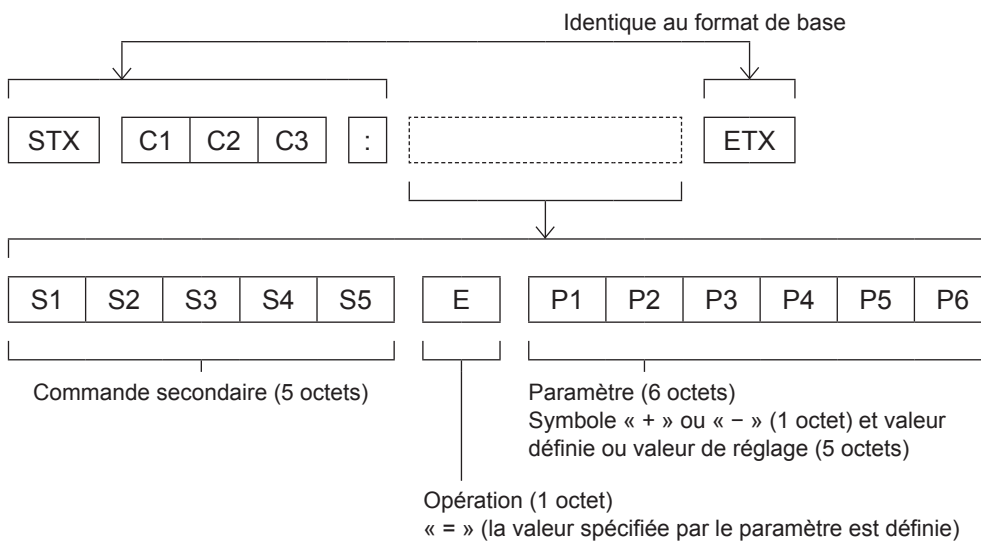 Identique au format de base
STX C1 C2 C3 : ETX
S1 S2 S3 S4 S5 E P1 P2 P3 P4 P5 P6
Commande secondaire (5 octets)
Paramètre (6 octets)
Symbole « + » ou « − » (1 octet) et valeur
définie ou valeur de réglage (5 octets)
Opération (1 octet)
« = » (la valeur spécifiée par le paramètre est définie)